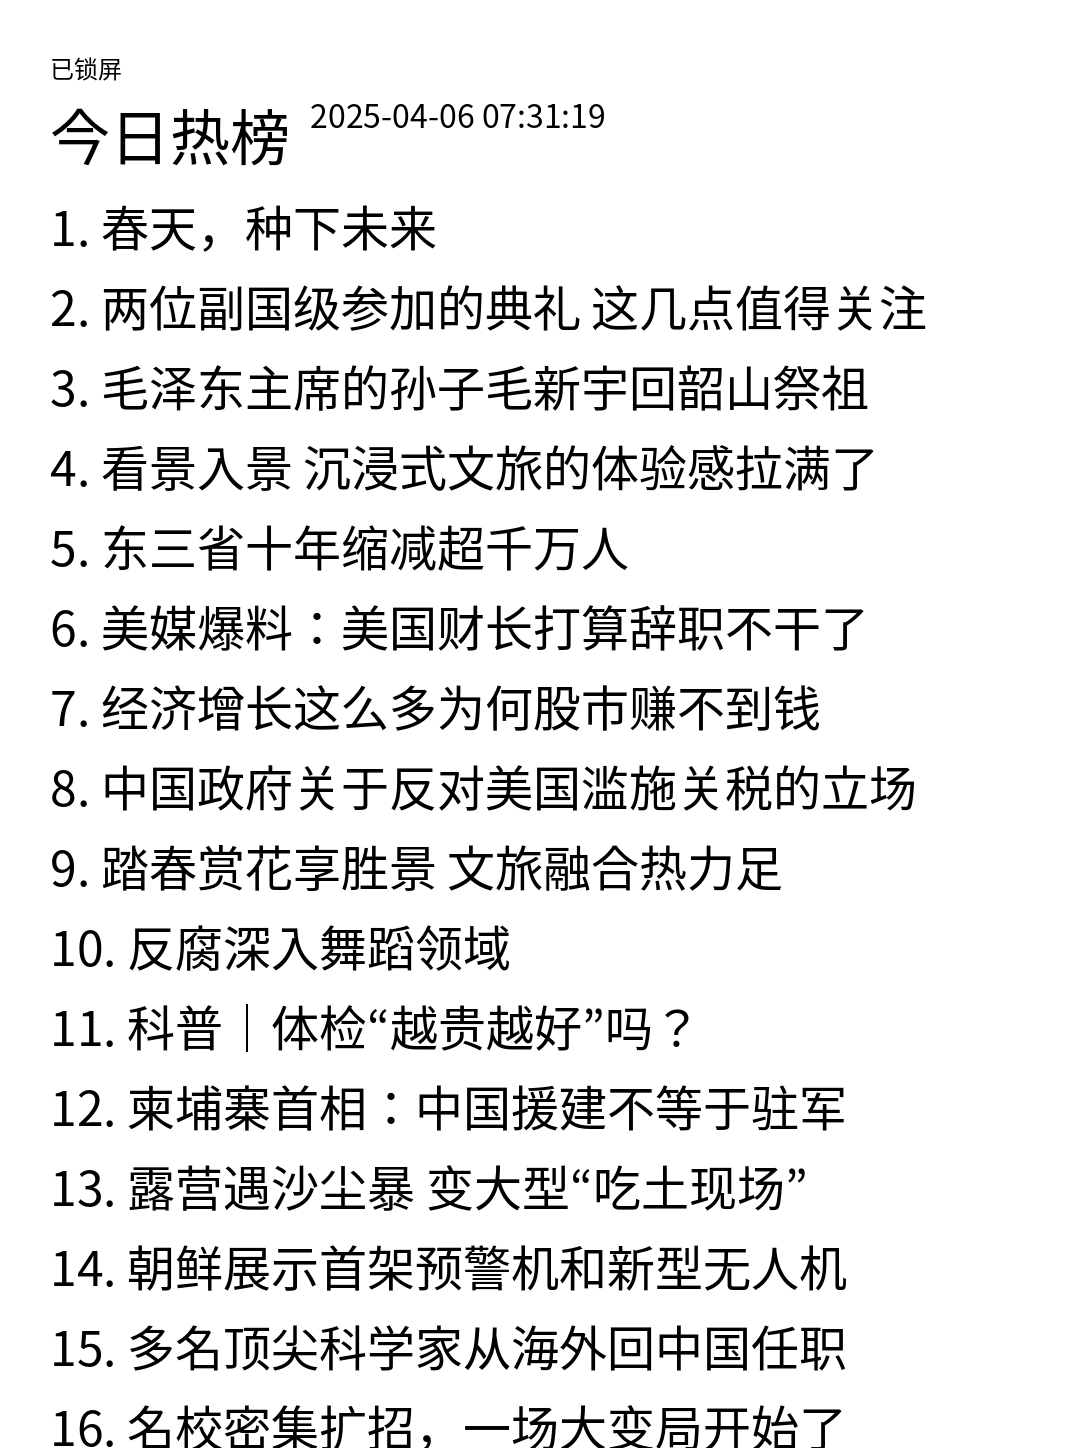 已锁屏
今日热榜 2025-04-06 07:31:19
1. 春天，种下未来
2. 两位副国级参加的典礼 这几点值得关注
3. 毛泽东主席的孙子毛新宇回韶山祭祖
4. 看景入景 沉浸式文旅的体验感拉满了
5. 东三省十年缩减超千万人
6. 美媒爆料：美国财长打算辞职不干了
7. 经济增长这么多为何股市赚不到钱
8. 中国政府关于反对美国滥施关税的立场
9. 踏春赏花享胜景 文旅融合热力足
10. 反腐深入舞蹈领域
11. 科普｜体检“越贵越好”吗？
12. 柬埔寨首相：中国援建不等于驻军
13. 露营遇沙尘暴 变大型“吃土现场”
14. 朝鲜展示首架预警机和新型无人机
15. 多名顶尖科学家从海外回中国任职
16. 名校密集扩招，一场大变局开始了